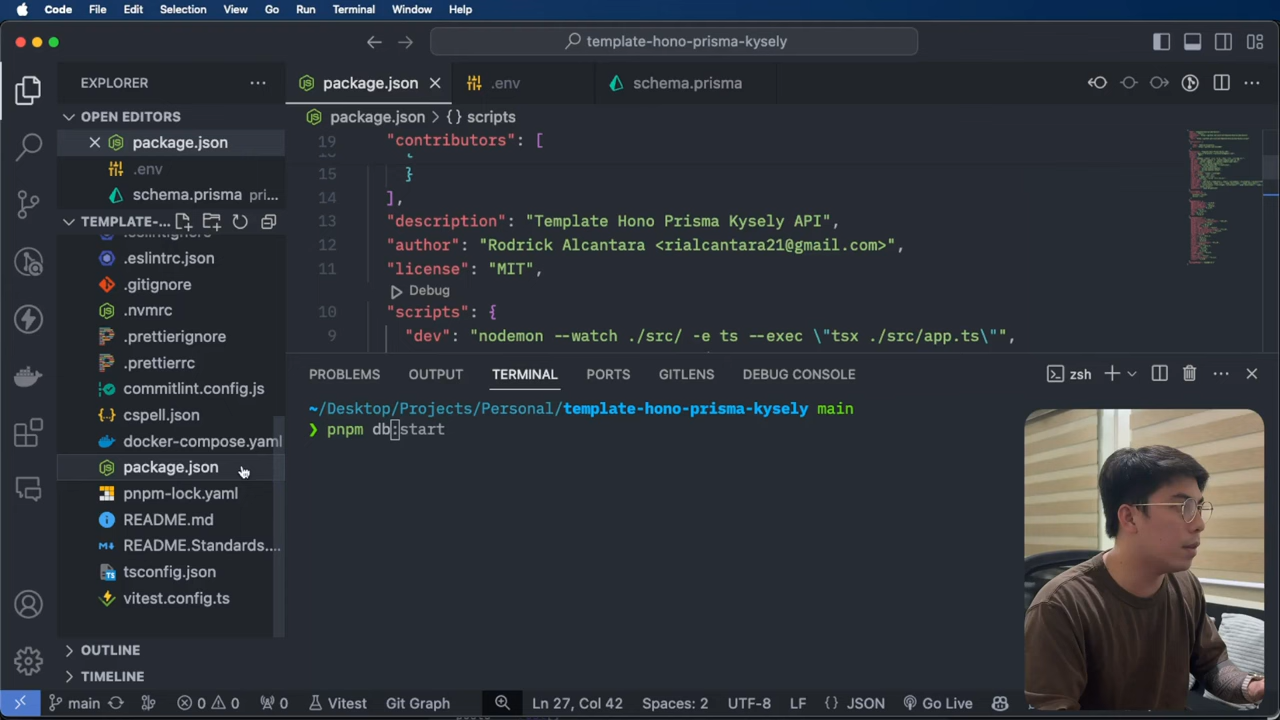 Code File Edit Selection View Go Run Terminal Window Help
template-hono-prisma-kysely
EXPLORER
package.json
.env
schema.prisma
OPEN EDITORS
package.json > {} scripts
package.json
.env
schema.prisma pri...
TEMPLATE-...
.eslintrc.json
.gitignore
.nvmrc
.prettierignore
.prettierrc
commitlint.config.js
cspell.json
docker-compose.yaml
package.json
pnpm-lock.yaml
README.md
README.Standards....
tsconfig.json
vitest.config.ts
OUTLINE
TIMELINE
19 "contributors": [
15 }
14 ],
13 "description": "Template Hono Prisma Kysely API",
12 "author": "Rodrick Alcantara <rialcantara21@gmail.com>",
11 "license": "MIT",
Debug
10 "scripts": {
9 "dev": "nodemon --watch ./src/ -e ts --exec \"tsx ./src/app.ts\"",
PROBLEMS OUTPUT TERMINAL PORTS GITLENS DEBUG CONSOLE
zsh
~/Desktop/Projects/Personal/template-hono-prisma-kysely main
❯ pnpm db:start
main 0 0 0 Vitest Git Graph Ln 27, Col 42 Spaces: 2 UTF-8 LF {} JSON Go Live